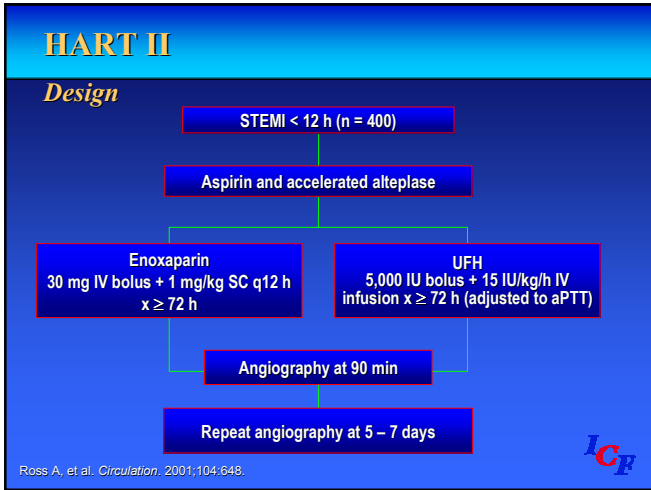 HART II
Design
STEMI < 12 h (n = 400)
Aspirin and accelerated alteplase
Enoxaparin
30 mg IV bolus + 1 mg/kg SC q12 h
x ≥ 72 h
UFH
5,000 IU bolus + 15 IU/kg/h IV
infusion x ≥ 72 h (adjusted to aPTT)
Angiography at 90 min
Repeat angiography at 5 – 7 days
Ross A, et al. Circulation. 2001;104:648.
ICF